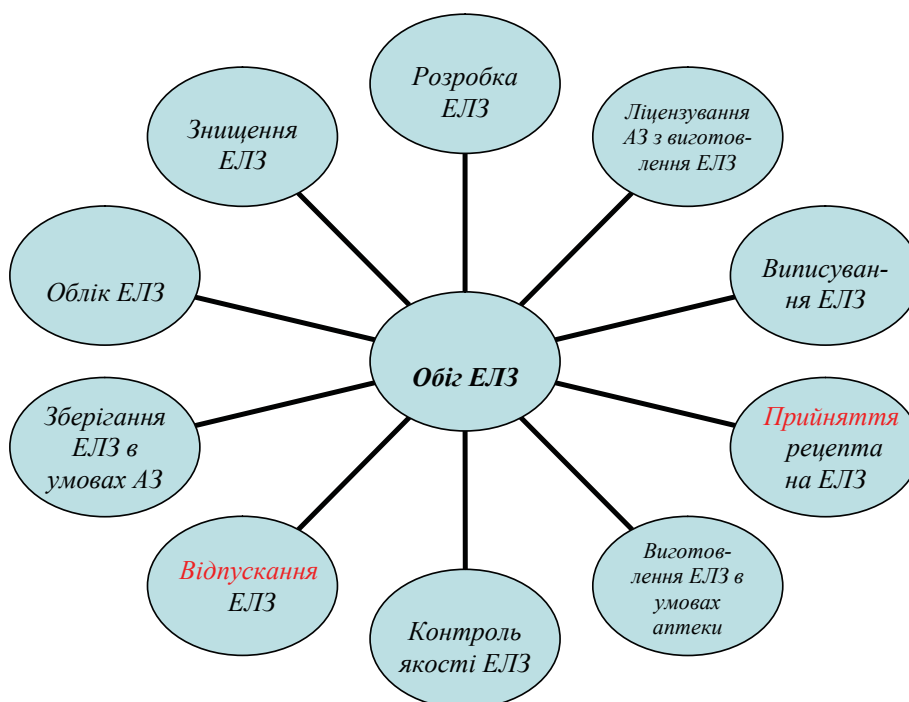 Розробка
ЕЛЗ
Ліцензування
АЗ з виготов-
лення ЕЛЗ
Виписуван-
ня ЕЛЗ
Прийняття
рецепта
на ЕЛЗ
Виготов-
лення ЕЛЗ в
умовах
аптеки
Контроль
якості ЕЛЗ
Відпускання
ЕЛЗ
Зберігання
ЕЛЗ в
умовах АЗ
Облік ЕЛЗ
Знищення
ЕЛЗ
Обіг ЕЛЗ